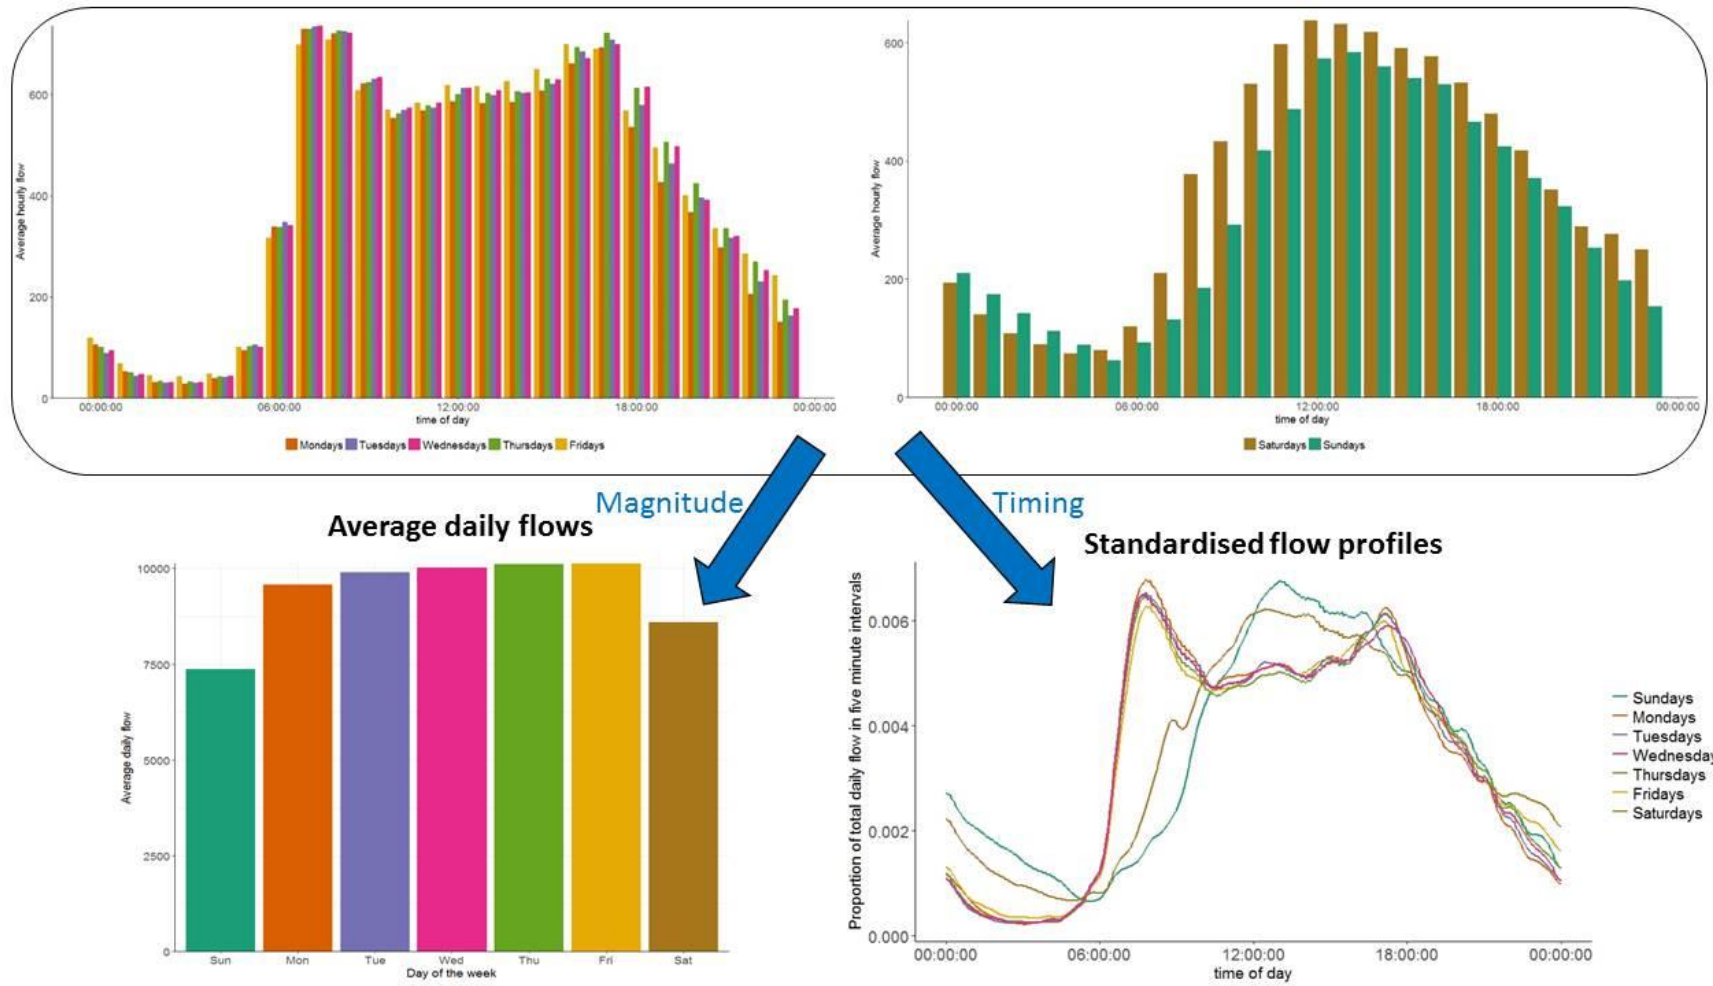 Average hourly flow
600
400
200
0
00:00:00 06:00:00 12:00:00 18:00:00 00:00:00
time of day
Mondays Tuesdays Wednesdays Thursdays Fridays
Average hourly flow
600
400
200
0
00:00:00 06:00:00 12:00:00 18:00:00 00:00:00
time of day
Saturdays Sundays
Magnitude
Timing
Average daily flows
Average daily flow
10000
7500
5000
2500
0
Sun Mon Tue Wed Thu Fri Sat
Day of the week
Standardised flow profiles
Proportion of total daily flow in five minute intervals
0.006
0.004
0.002
0.000
00:00:00 06:00:00 12:00:00 18:00:00 00:00:00
time of day
Sundays
Mondays
Tuesdays
Wednesday
Thursdays
Fridays
Saturdays